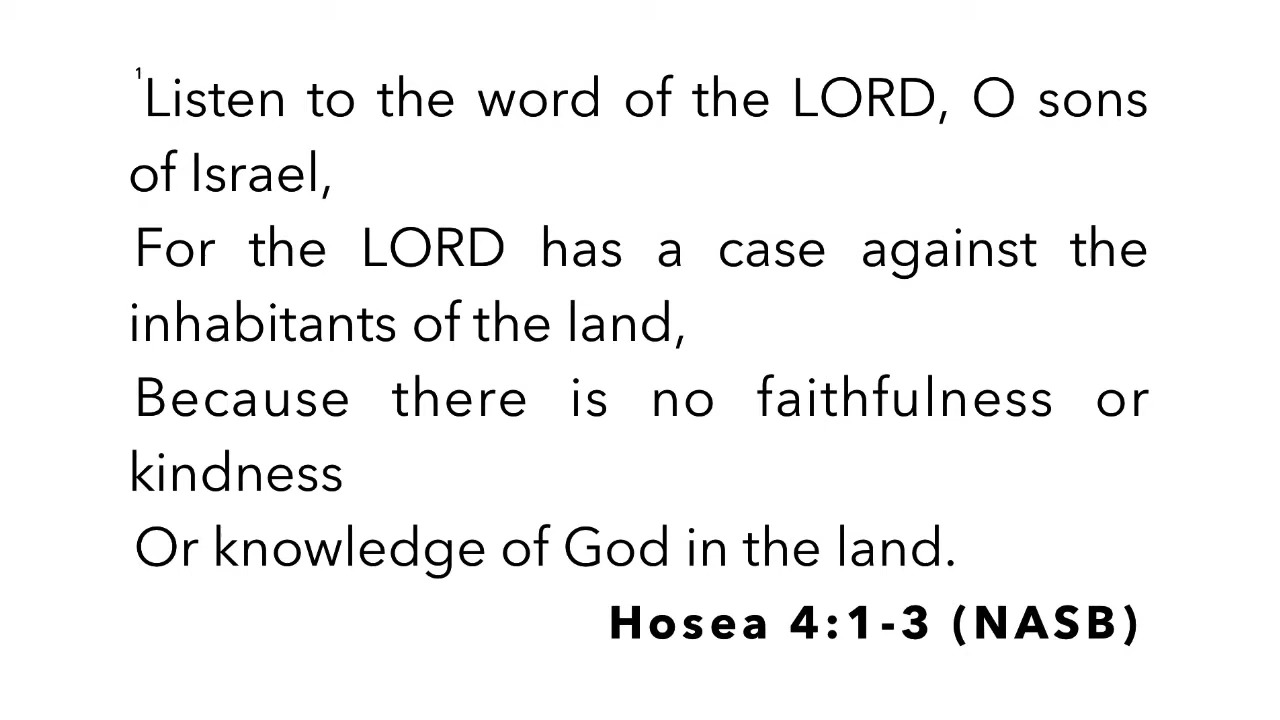 ¹Listen to the word of the LORD, O sons
of Israel,
For the LORD has a case against the
inhabitants of the land,
Because there is no faithfulness or
kindness
Or knowledge of God in the land.
Hosea 4:1-3 (NASB)